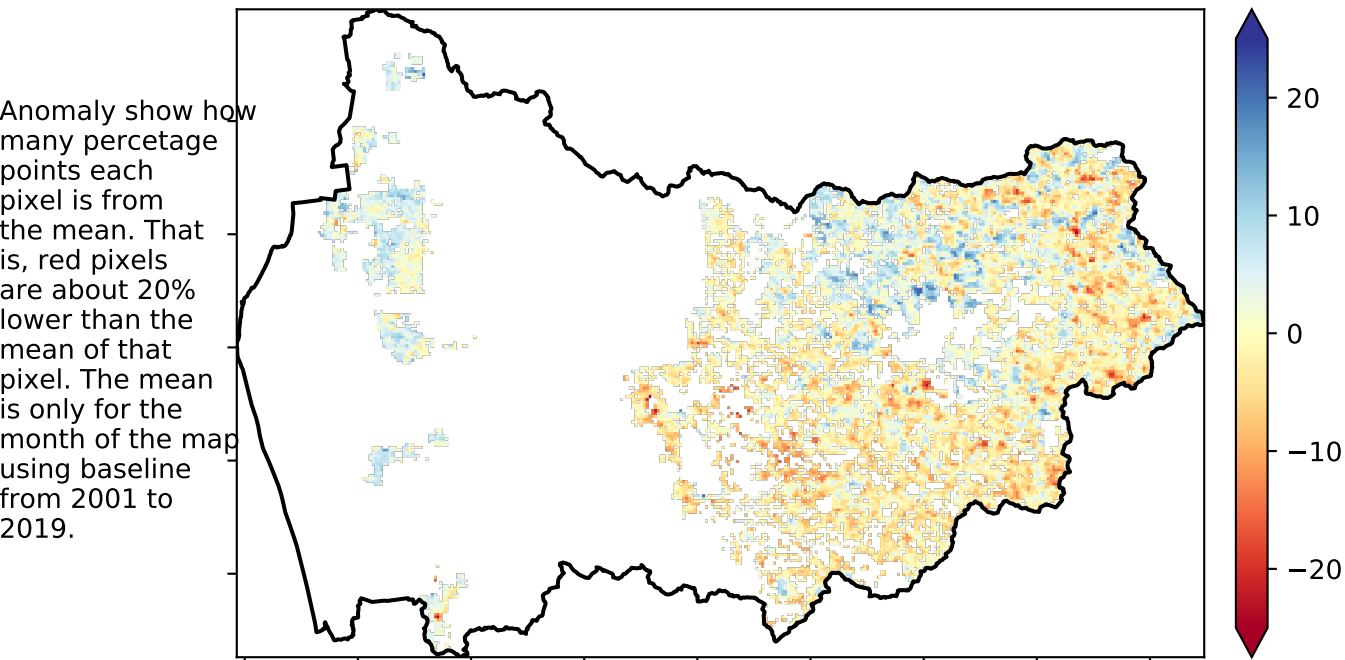 Anomaly show how
many percetage
points each
pixel is from
the mean. That
is, red pixels
are about 20%
lower than the
mean of that
pixel. The mean
is only for the
month of the map
using baseline
from 2001 to
2019.
20
10
0
−10
−20